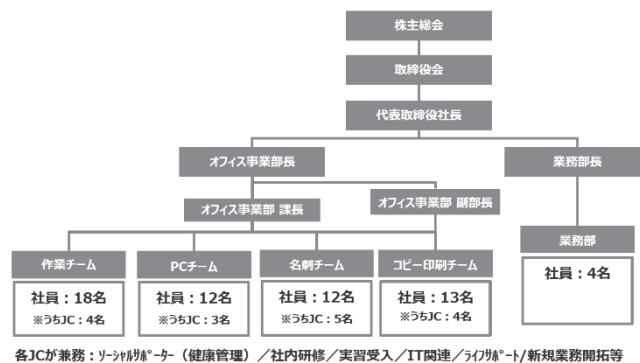 株主総会
取締役会
代表取締役社長
オフィス事業部長
業務部長
オフィス事業部 課長
オフィス事業部 副部長
作業チーム
PCチーム
名刺チーム
コピー印刷チーム
業務部
社員：18名
※うちJC：4名
社員：12名
※うちJC：3名
社員：12名
※うちJC：5名
社員：13名
※うちJC：4名
社員：4名
各JCが兼務：ｿｰｼｬﾙｻﾎﾟｰﾀｰ（健康管理）／社内研修／実習受入／IT関連／ﾗｲﾌｻﾎﾟｰﾄ/新規業務開拓等